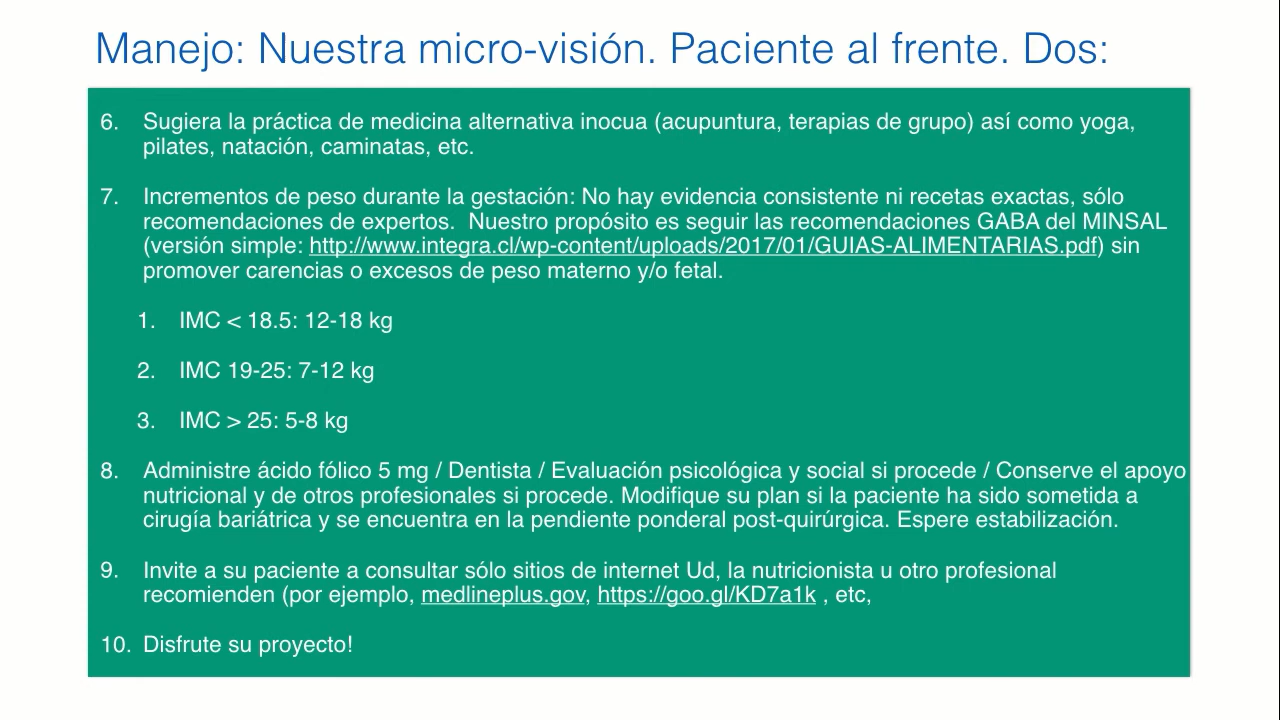 Manejo: Nuestra micro-visión. Paciente al frente. Dos:
6. Sugiera la práctica de medicina alternativa inocua (acupuntura, terapias de grupo) así como yoga,
pilates, natación, caminatas, etc.
7. Incrementos de peso durante la gestación: No hay evidencia consistente ni recetas exactas, sólo
recomendaciones de expertos. Nuestro propósito es seguir las recomendaciones GABA del MINSAL
(versión simple: http://www.integra.cl/wp-content/uploads/2017/01/GUIAS-ALIMENTARIAS.pdf) sin
promover carencias o excesos de peso materno y/o fetal.
1. IMC < 18.5: 12-18 kg
2. IMC 19-25: 7-12 kg
3. IMC > 25: 5-8 kg
8. Administre ácido fólico 5 mg / Dentista / Evaluación psicológica y social si procede / Conserve el apoyo
nutricional y de otros profesionales si procede. Modifique su plan si la paciente ha sido sometida a
cirugía bariátrica y se encuentra en la pendiente ponderal post-quirúrgica. Espere estabilización.
9. Invite a su paciente a consultar sólo sitios de internet Ud, la nutricionista u otro profesional
recomienden (por ejemplo, medlineplus.gov, https://goo.gl/KD7a1k , etc,
10. Disfrute su proyecto!